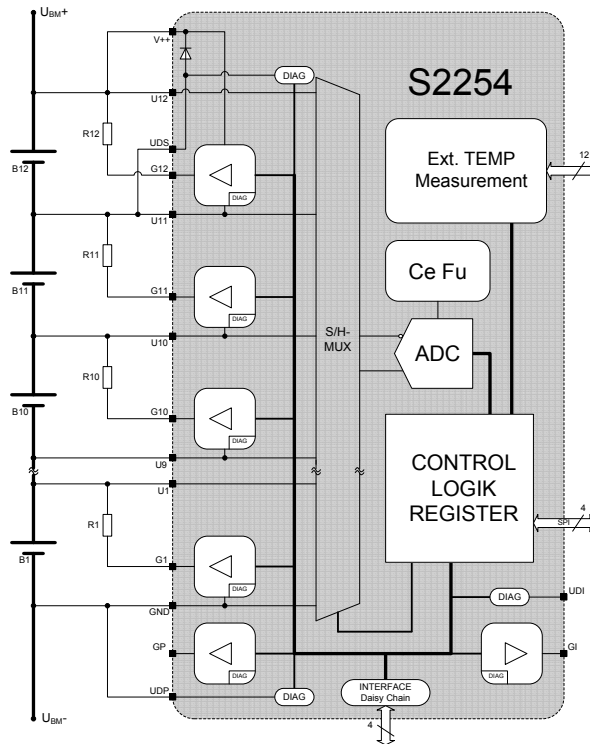 UBM+
V++
DIAG
S2254
U12
R12
UDS
Ext. TEMP
Measurement
12
B12
G12
DIAG
U11
R11
Ce Fu
B11
G11
DIAG
S/H-
MUX
ADC
U10
R10
B10
G10
DIAG
CONTROL
LOGIK
REGISTER
U9
U1
4
SPI
R1
B1
G1
DIAG
UDI
DIAG
GND
GP
DIAG
GI
DIAG
UDP
DIAG
INTERFACE
Daisy Chain
UBM-
4